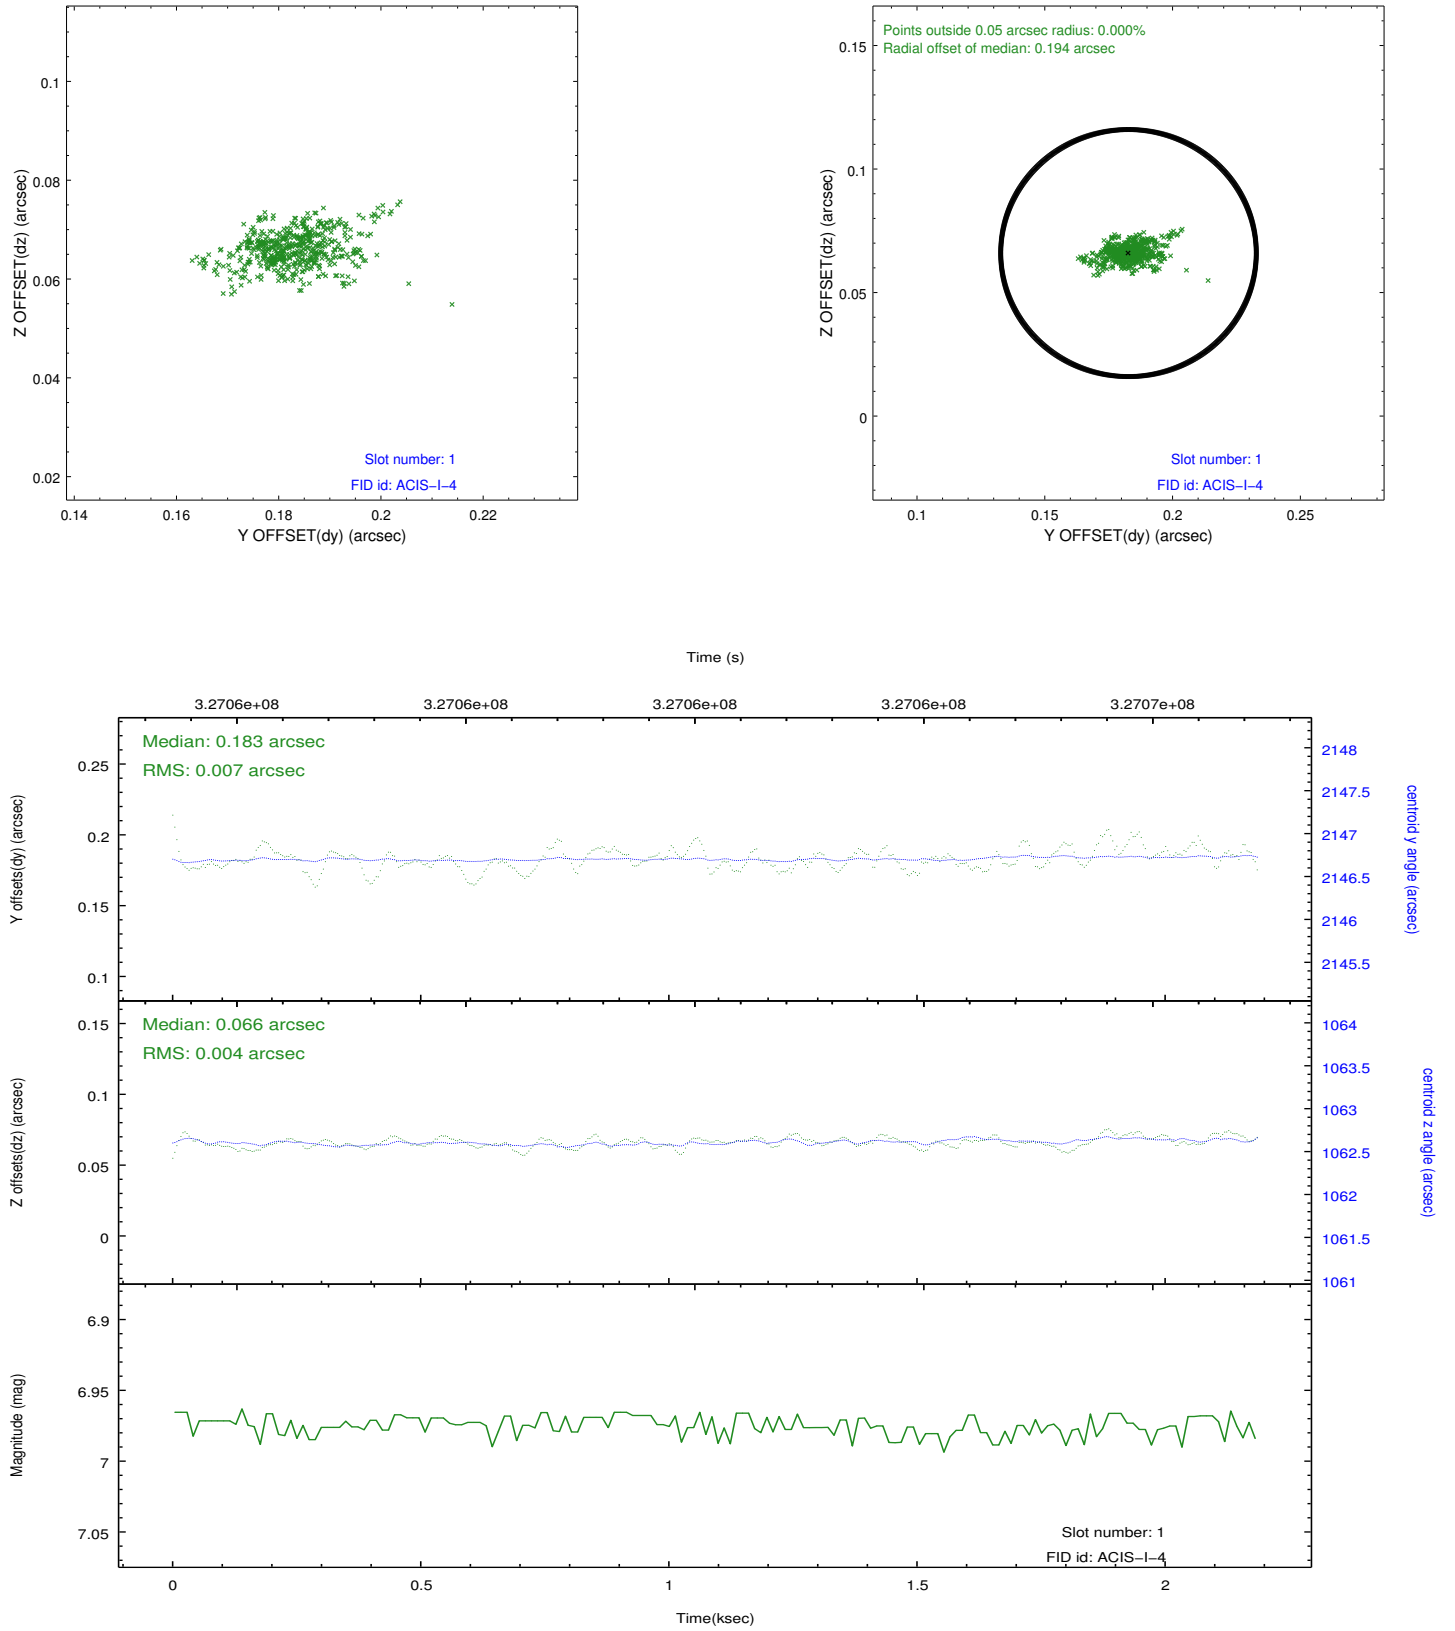 0.1
0.08
0.06
0.04
0.02
Z OFFSET(dz) (arcsec)
Slot number: 1
FID id: ACIS-I-4
0.14 0.16 0.18 0.2 0.22
Y OFFSET(dy) (arcsec)
Points outside 0.05 arcsec radius: 0.000%
Radial offset of median: 0.194 arcsec
0.15
0.1
0.05
0
Z OFFSET(dz) (arcsec)
Slot number: 1
FID id: ACIS-I-4
0.1 0.15 0.2 0.25
Y OFFSET(dy) (arcsec)
Time (s)
3.2706e+08 3.2706e+08 3.2706e+08 3.2706e+08 3.2707e+08
Median: 0.183 arcsec
RMS: 0.007 arcsec
0.25
0.2
0.15
0.1
Y offsets(dy) (arcsec)
2148
2147.5
2147
2146.5
2146
2145.5
centroid y angle (arcsec)
Median: 0.066 arcsec
RMS: 0.004 arcsec
0.15
0.1
0.05
0
Z offsets(dz) (arcsec)
1064
1063.5
1063
1062.5
1062
1061.5
1061
centroid z angle (arcsec)
6.9
6.95
7
7.05
Magnitude (mag)
Slot number: 1
FID id: ACIS-I-4
0 0.5 1 1.5 2
Time(ksec)